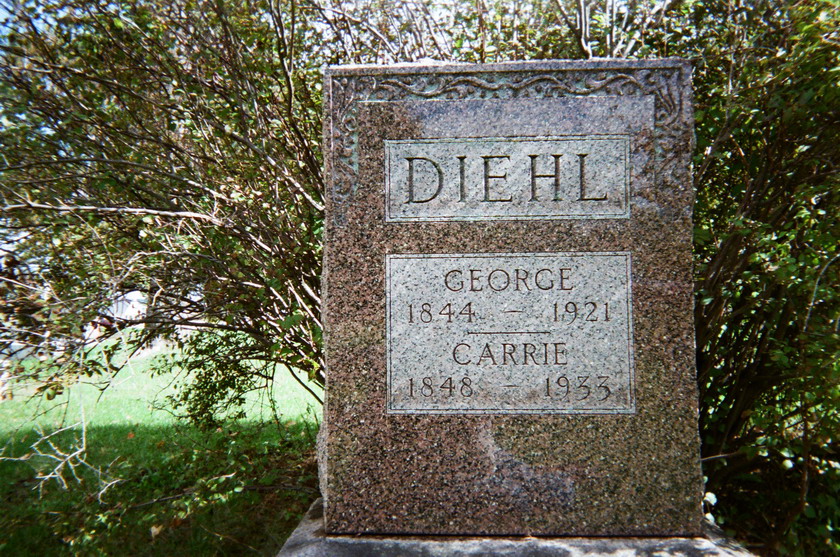 DIEHL
GEORGE
1844 – 1921
CARRIE
1848 – 1933